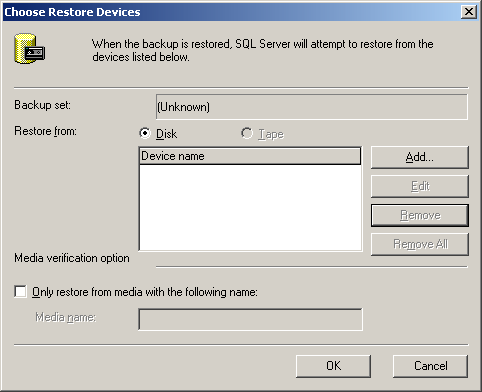 Choose Restore Devices
When the backup is restored, SQL Server will attempt to restore from the
devices listed below.
Backup set:
(Unknown)
Restore from:
Disk
Tape
Device name
Add...
Edit
Remove
Remove All
Media verification option
Only restore from media with the following name:
Media name:
OK
Cancel